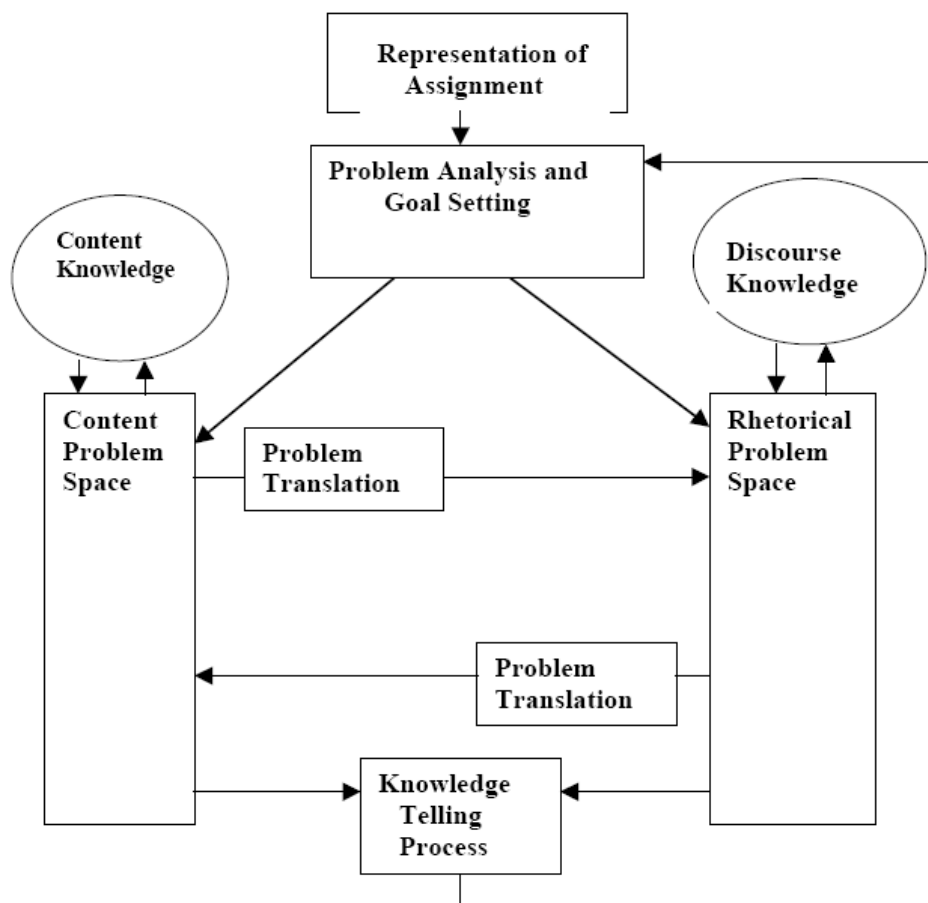 Representation of
Assignment
Problem Analysis and
Goal Setting
Content
Knowledge
Discourse
Knowledge
Content
Problem
Space
Problem
Translation
Rhetorical
Problem
Space
Problem
Translation
Knowledge
Telling
Process